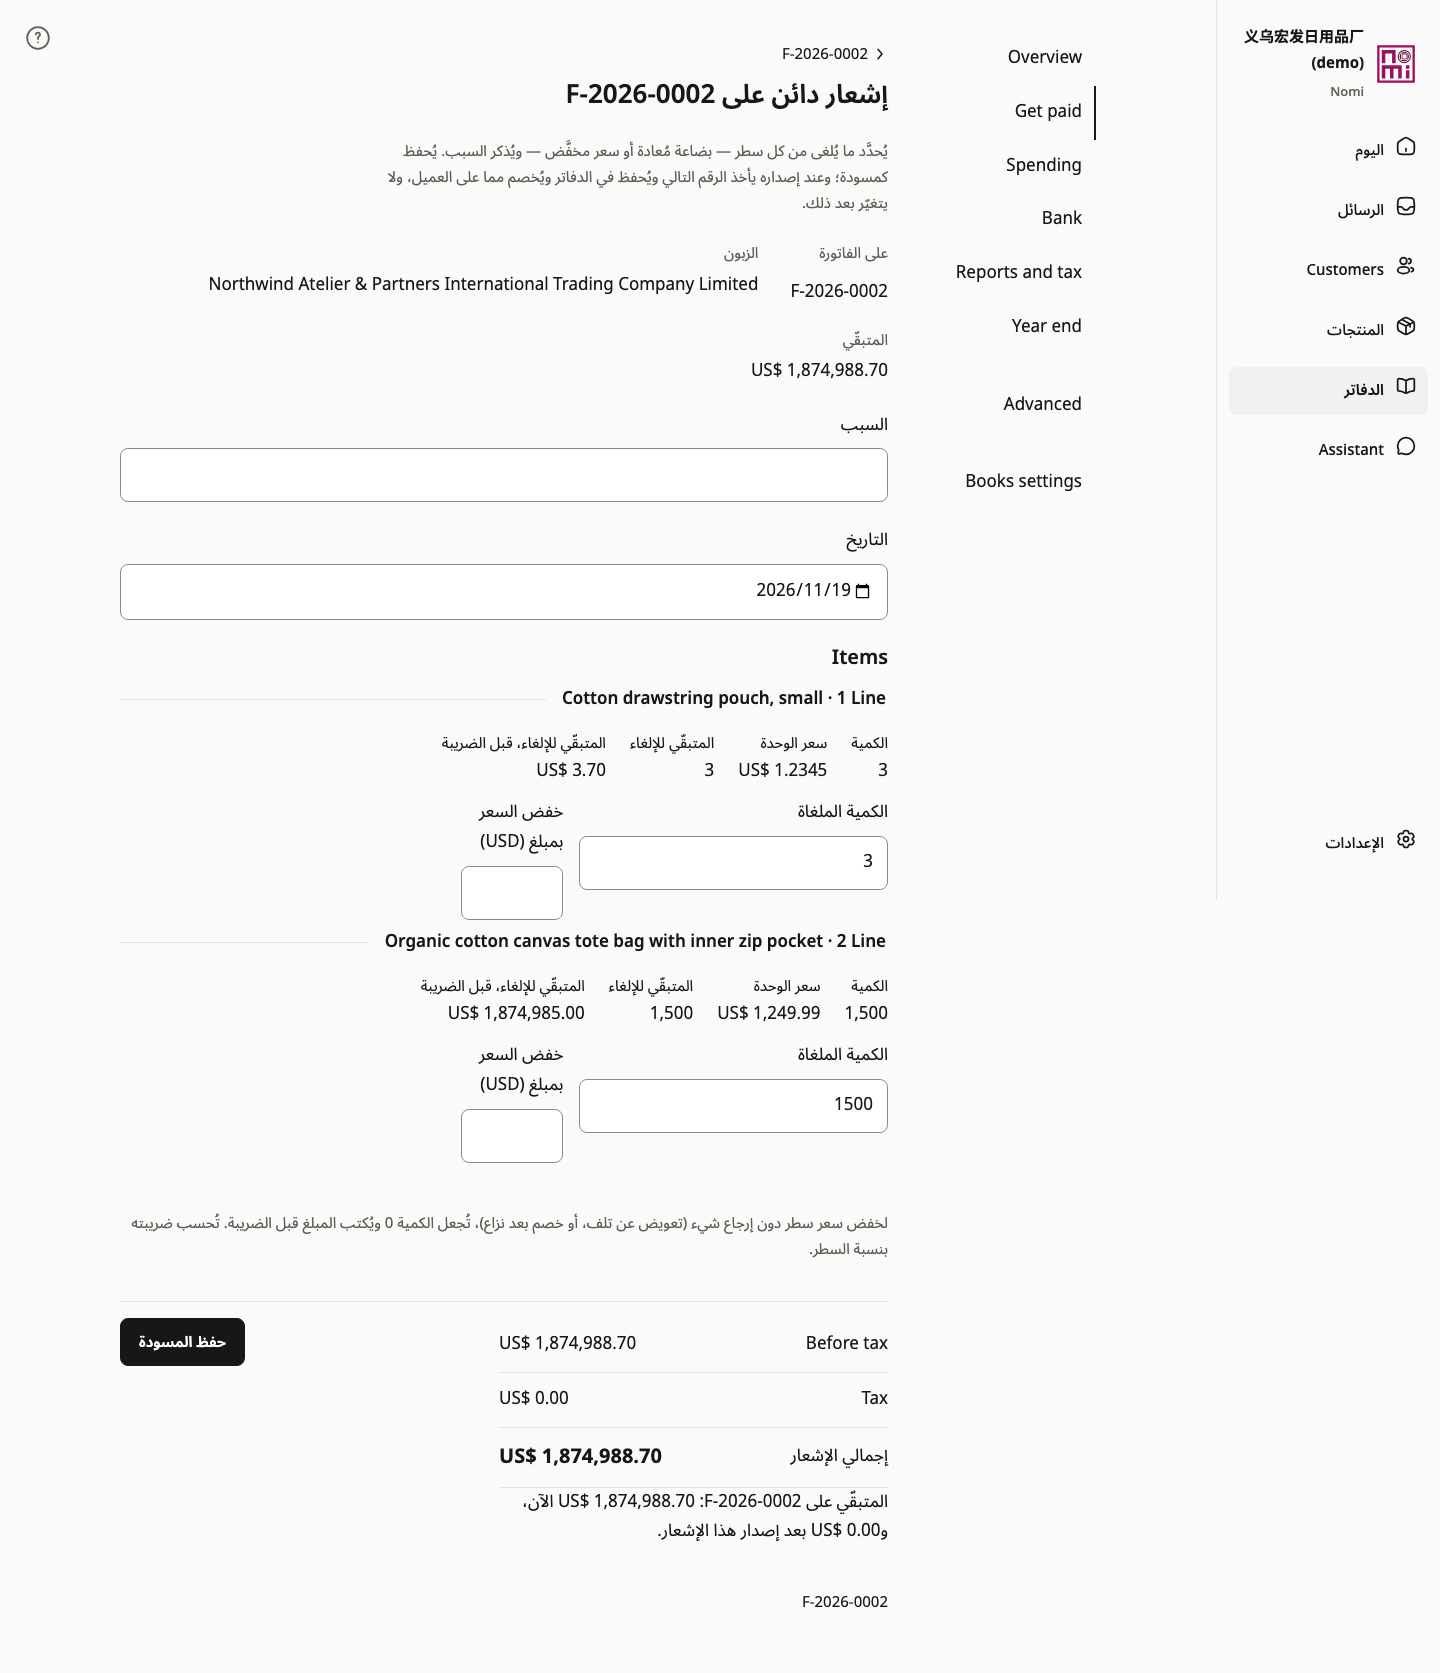 义乌宏发日用品厂
(demo)
Nomi
اليوم
الرسائل
Customers
المنتجات
الدفاتر
Assistant
الإعدادات
Overview
Get paid
Spending
Bank
Reports and tax
Year end
Advanced
Books settings
F-2026-0002
إشعار دائن على F-2026-0002
يُحدَّد ما يُلغى من كل سطر — بضاعة مُعادة أو سعر مخفَّض — ويُذكر السبب. يُحفظ
كمسودة؛ وعند إصداره يأخذ الرقم التالي ويُحفظ في الدفاتر ويُخصم مما على العميل، ولا
يتغيّر بعد ذلك.
على الفاتورة
F-2026-0002
الزبون
Northwind Atelier & Partners International Trading Company Limited
المتبقّي
US$ 1,874,988.70
السبب
التاريخ
2026/11/19
Items
Cotton drawstring pouch, small · 1 Line
الكمية سعر الوحدة المتبقّي للإلغاء المتبقّي للإلغاء، قبل الضريبة
3 US$ 1.2345 3 US$ 3.70
الكمية الملغاة
3
خفض السعر
بمبلغ (USD)
Organic cotton canvas tote bag with inner zip pocket · 2 Line
الكمية سعر الوحدة المتبقّي للإلغاء المتبقّي للإلغاء، قبل الضريبة
1,500 US$ 1,249.99 1,500 US$ 1,874,985.00
الكمية الملغاة
1500
خفض السعر
بمبلغ (USD)
لخفض سعر سطر دون إرجاع شيء (تعويض عن تلف، أو خصم بعد نزاع)، تُجعل الكمية 0 ويُكتب المبلغ قبل الضريبة. تُحسب ضريبته
بنسبة السطر.
Before tax US$ 1,874,988.70
Tax US$ 0.00
إجمالي الإشعار US$ 1,874,988.70
المتبقّي على F-2026-0002: US$ 1,874,988.70 الآن،
وUS$ 0.00 بعد إصدار هذا الإشعار.
حفظ المسودة
F-2026-0002